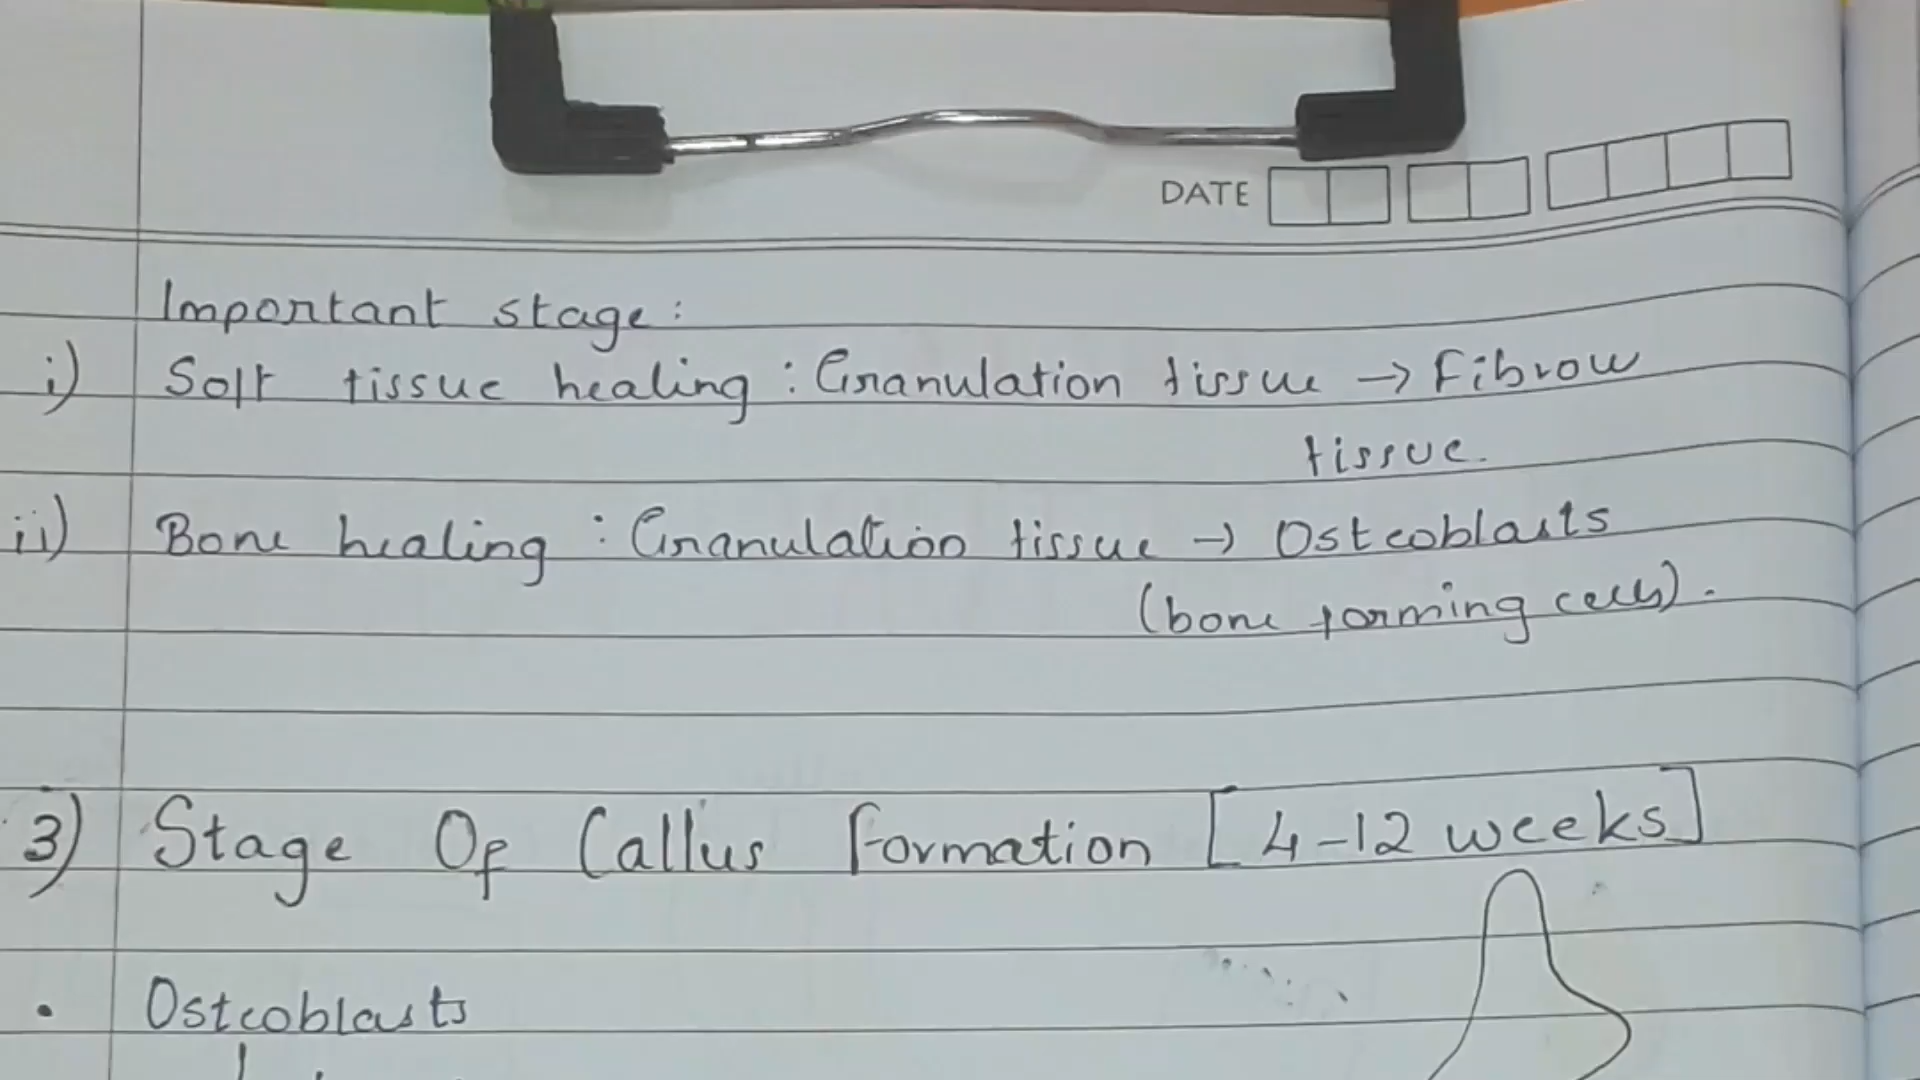 DATE
Important stage:
i) Soft tissue healing : Granulation tissue → Fibrous
tissue.
ii) Bone healing : Granulation tissue → Osteoblasts
(bone forming cells).
3) Stage Of Callus Formation [4-12 weeks]
• Osteoblasts